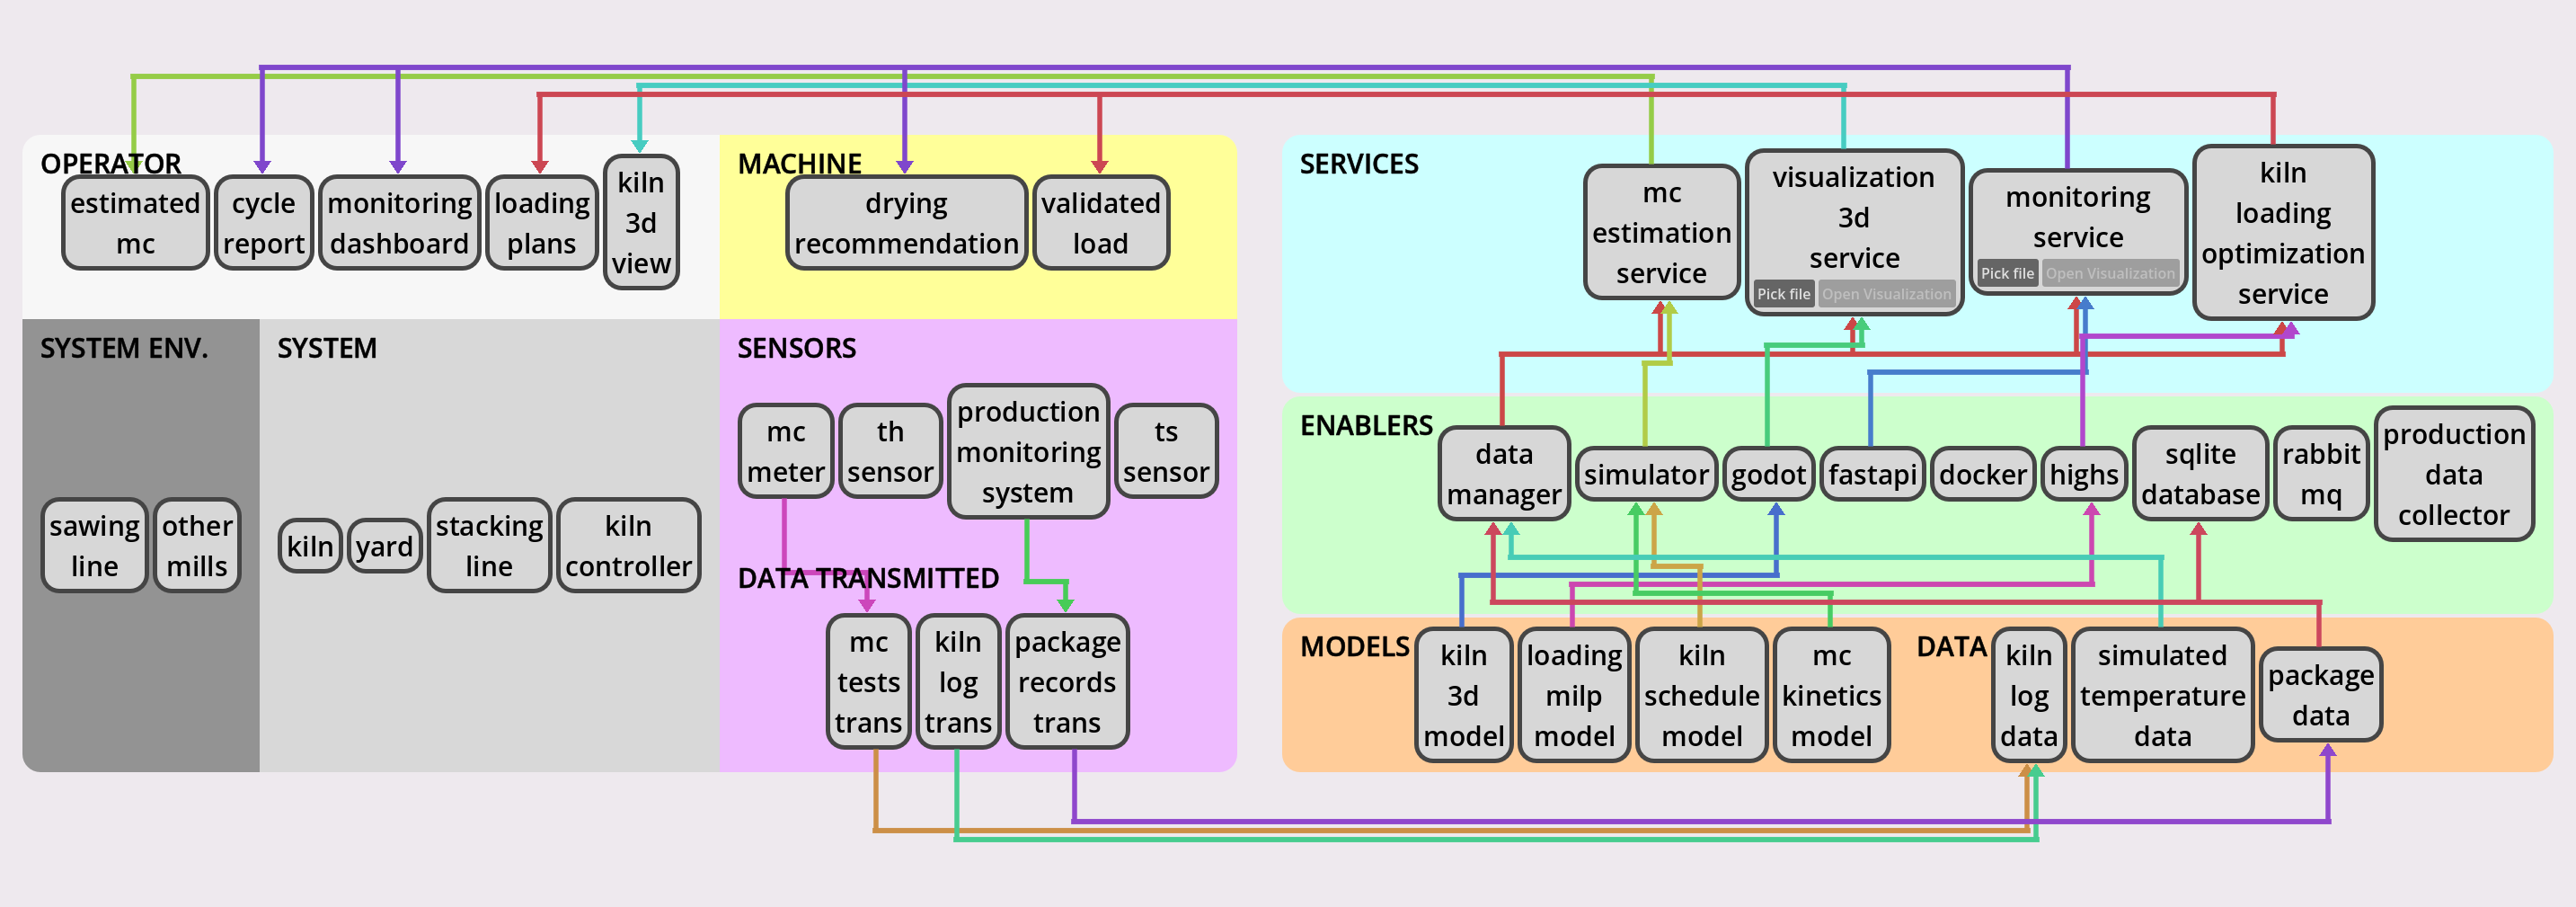 OPERATOR
estimated
mc
cycle
report
monitoring
dashboard
loading
plans
kiln
3d
view
MACHINE
drying
recommendation
validated
load
SYSTEM ENV.
sawing
line
other
mills
SYSTEM
kiln
yard
stacking
line
kiln
controller
SENSORS
mc
meter
th
sensor
production
monitoring
system
ts
sensor
DATA TRANSMITTED
mc
tests
trans
kiln
log
trans
package
records
trans
SERVICES
mc
estimation
service
visualization
3d
service
Pick file
Open Visualization
monitoring
service
Pick file
Open Visualization
kiln
loading
optimization
service
ENABLERS
data
manager
simulator
godot
fastapi
docker
highs
sqlite
database
rabbit
mq
production
data
collector
MODELS
kiln
3d
model
loading
milp
model
kiln
schedule
model
mc
kinetics
model
DATA
kiln
log
data
simulated
temperature
data
package
data